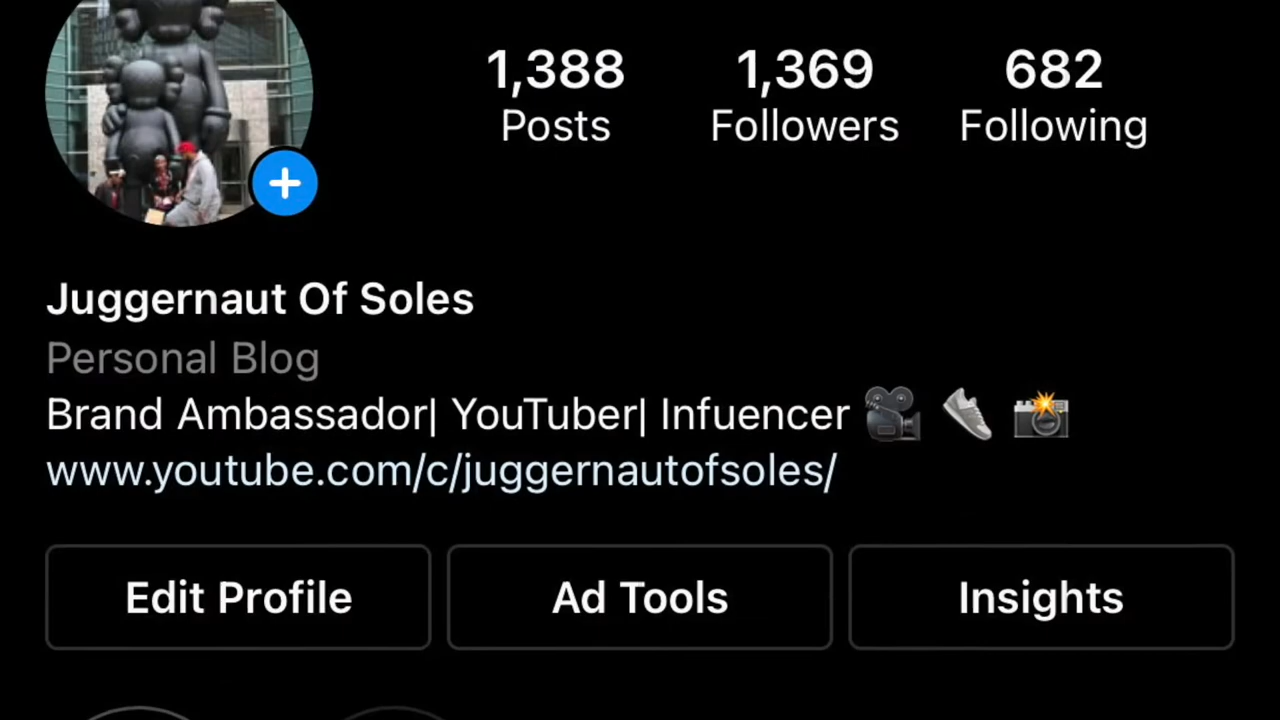 1,388 1,369 682
Posts Followers Following
Juggernaut Of Soles
Personal Blog
Brand Ambassador| YouTuber| Infuencer 🎥 👟 📸
www.youtube.com/c/juggernautofsoles/
Edit Profile Ad Tools Insights